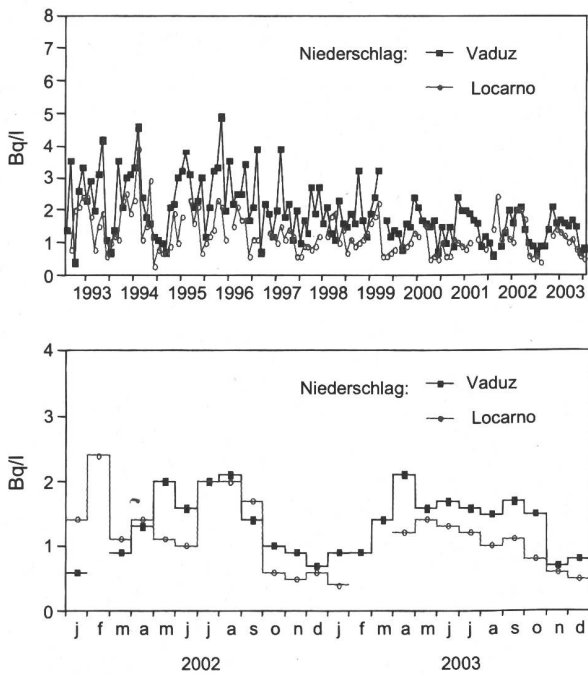 8
7
6
5
4
3
2
1
0
Bq/l
Niederschlag: Vaduz
Locarno
1993 1994 1995 1996 1997 1998 1999 2000 2001 2002 2003
4
3
2
1
0
Bq/l
Niederschlag: Vaduz
Locarno
j f m a m j j a s o n d j f m a m j j a s o n d
2002 2003